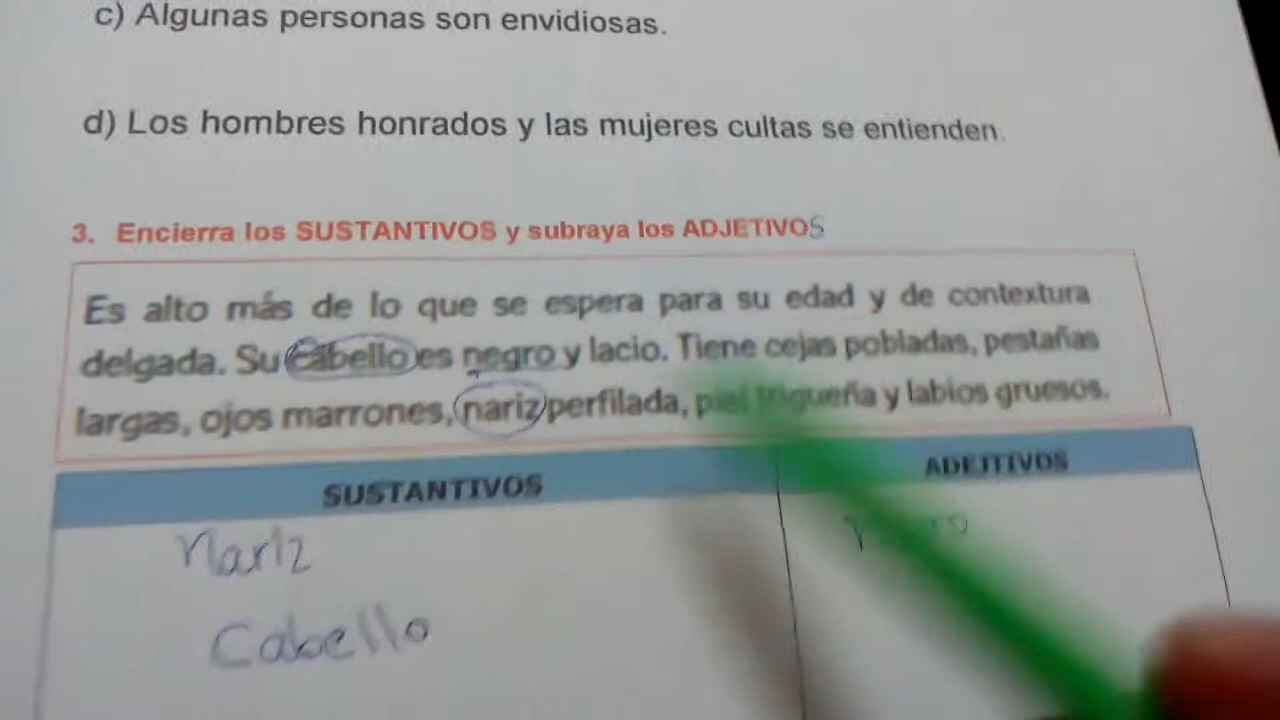 c) Algunas personas son envidiosas.
d) Los hombres honrados y las mujeres cultas se entienden.
3. Encierra los SUSTANTIVOS y subraya los ADJETIVOS
Es alto más de lo que se espera para su edad y de contextura
delgada. Su cabello es negro y lacio. Tiene cejas pobladas, pestañas
largas, ojos marrones, nariz perfilada, piel trigueña y labios gruesos.
SUSTANTIVOS
ADEJTIVOS
Nariz
Cabello